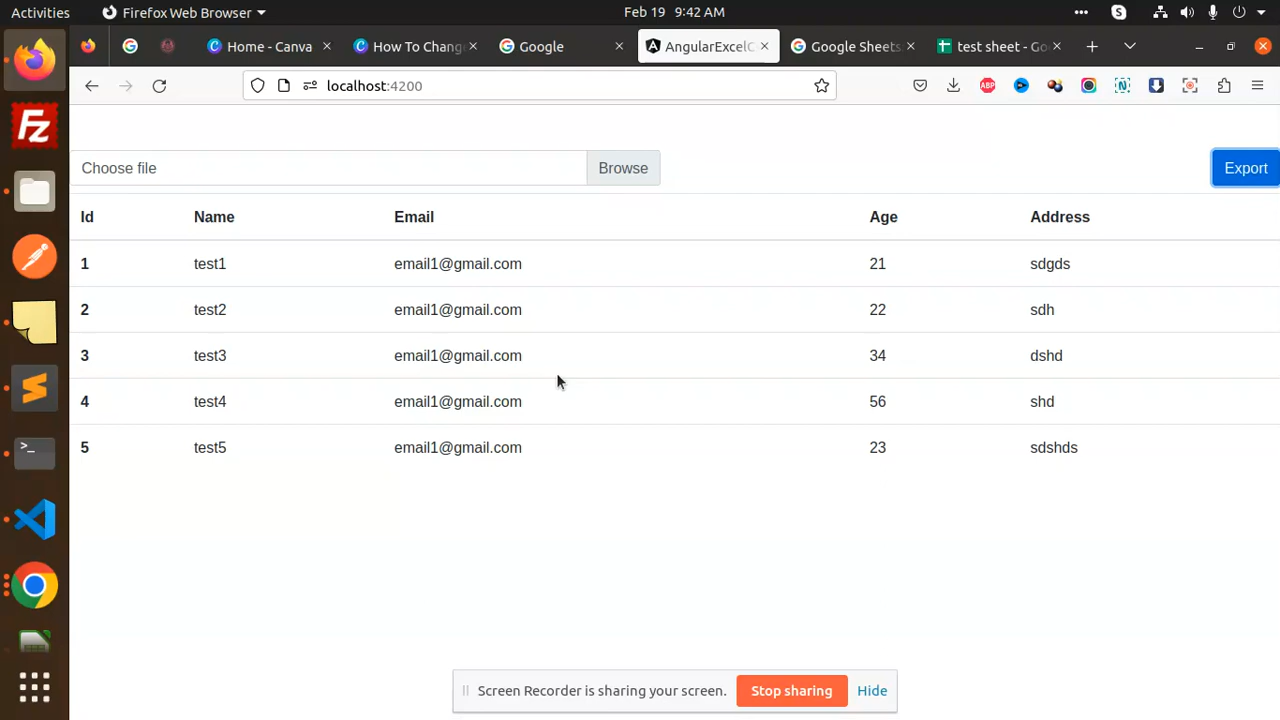 Activities Firefox Web Browser Feb 19 9:42 AM
Home - Canva How To Chang Google AngularExcelC Google Sheets test sheet - Go
localhost:4200 ABP N
Fz
Choose file Browse Export
Id Name Email Age Address
1 test1 email1@gmail.com 21 sdgds
2 test2 email1@gmail.com 22 sdh
3 test3 email1@gmail.com 34 dshd
4 test4 email1@gmail.com 56 shd
5 test5 email1@gmail.com 23 sdshds
Screen Recorder is sharing your screen. Stop sharing Hide